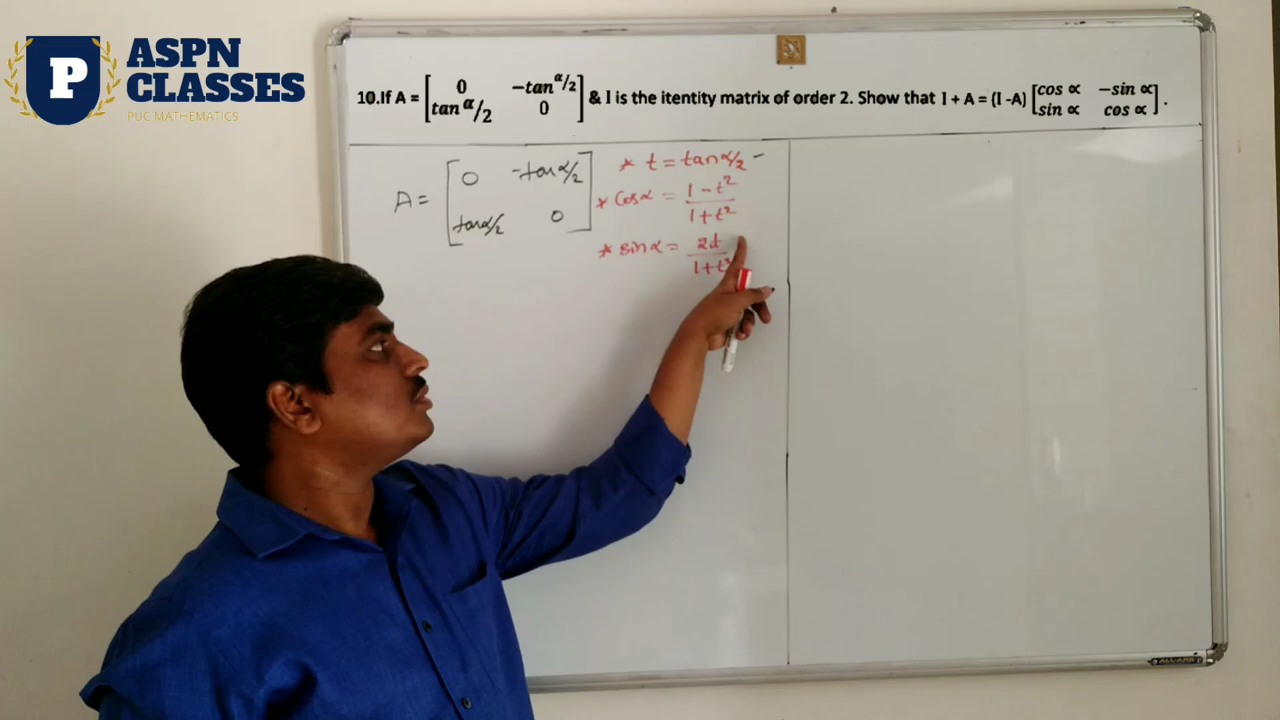 ASPN
CLASSES
P
PUC MATHEMATICS
10.If A = [ 0 -tan α/2 ; tan α/2 0 ] & I is the itentity matrix of order 2. Show that I + A = (I -A) [ cos ∝ -sin ∝ ; sin ∝ cos ∝ ] .
A = [ 0 -tanα/2 ; tanα/2 0 ]
* t = tanα/2 –
* Cosα = 1 - t² / 1 + t²
* sinα = 2t / 1 + t²